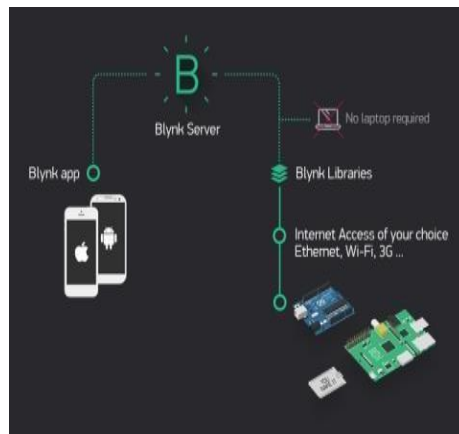 B
Blynk Server
No laptop required
Blynk app
Blynk Libraries
Internet Access of your choice
Ethernet, Wi-Fi, 3G ...